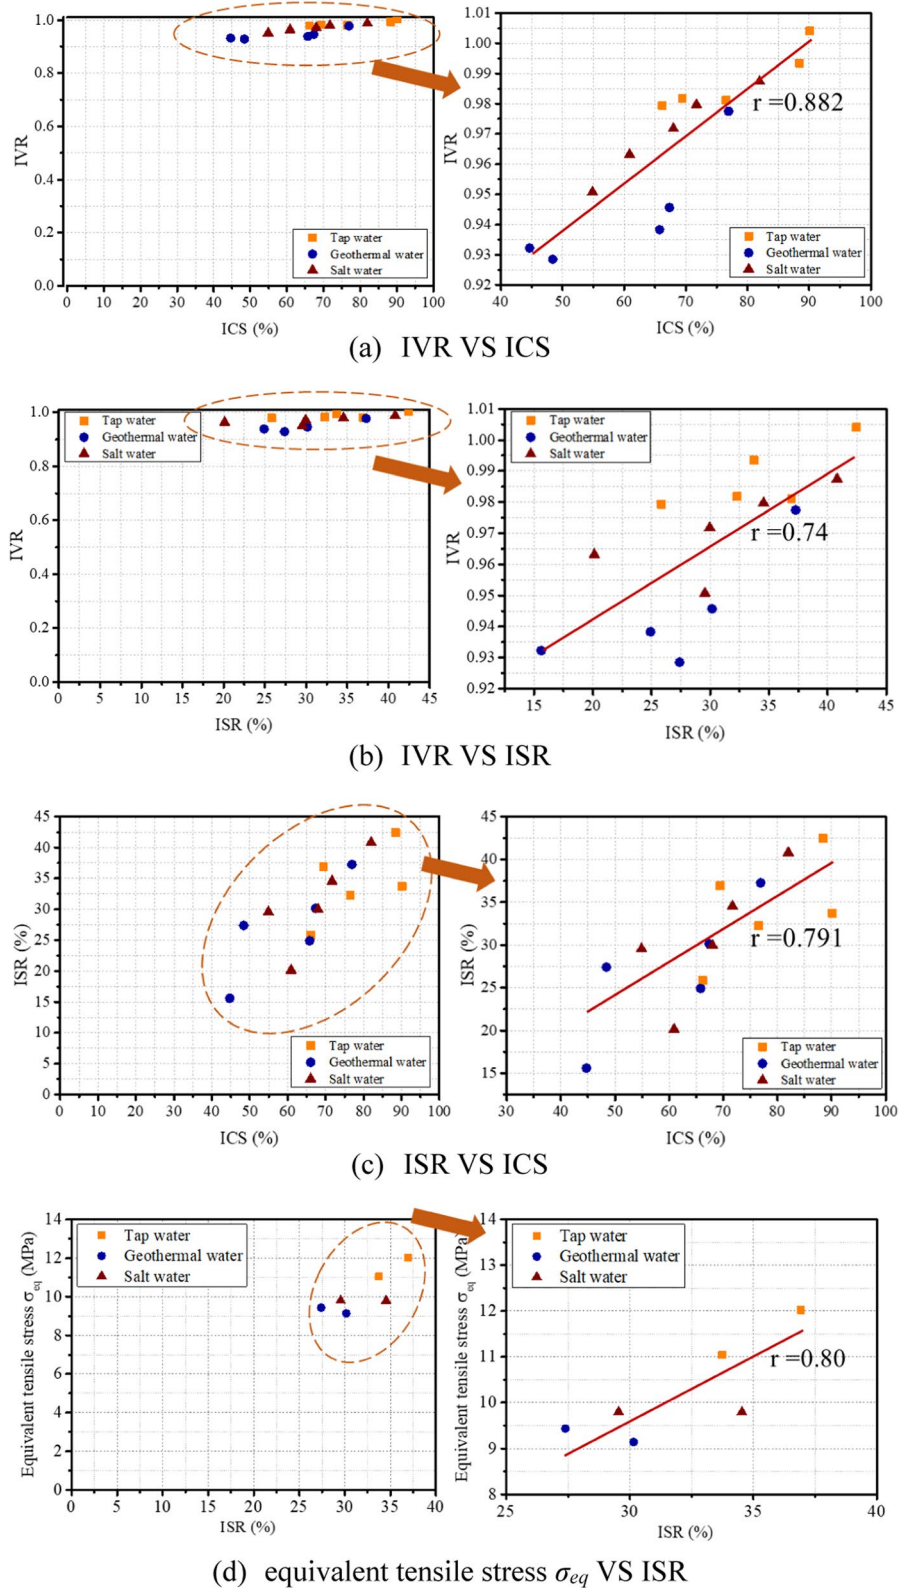 1.0
0.8
0.6
0.4
0.2
0.0
IVR
0 10 20 30 40 50 60 70 80 90 100
ICS (%)
Tap water
Geothermal water
Salt water
1.01
1.00
0.99
0.98
0.97
0.96
0.95
0.94
0.93
0.92
IVR
r =0.882
Tap water
Geothermal water
Salt water
40 50 60 70 80 90 100
ICS (%)
(a) IVR VS ICS
1.0
0.8
0.6
0.4
0.2
0.0
IVR
Tap water
Geothermal water
Salt water
0 5 10 15 20 25 30 35 40 45
ISR (%)
1.01
1.00
0.99
0.98
0.97
0.96
0.95
0.94
0.93
0.92
IVR
Tap water
Geothermal water
Salt water
r =0.74
15 20 25 30 35 40 45
ISR (%)
(b) IVR VS ISR
45
40
35
30
25
20
15
10
5
0
ISR (%)
Tap water
Geothermal water
Salt water
0 10 20 30 40 50 60 70 80 90 100
ICS (%)
45
40
35
30
25
20
15
ISR (%)
r =0.791
Tap water
Geothermal water
Salt water
30 40 50 60 70 80 90 100
ICS (%)
(c) ISR VS ICS
14
12
10
8
6
4
2
0
Equivalent tensile stress σeq (MPa)
Tap water
Geothermal water
Salt water
0 5 10 15 20 25 30 35 40
ISR (%)
14
13
12
11
10
9
8
Equivalent tensile stress σeq (MPa)
Tap water
Geothermal water
Salt water
r =0.80
25 30 35 40
ISR (%)
(d) equivalent tensile stress σeq VS ISR